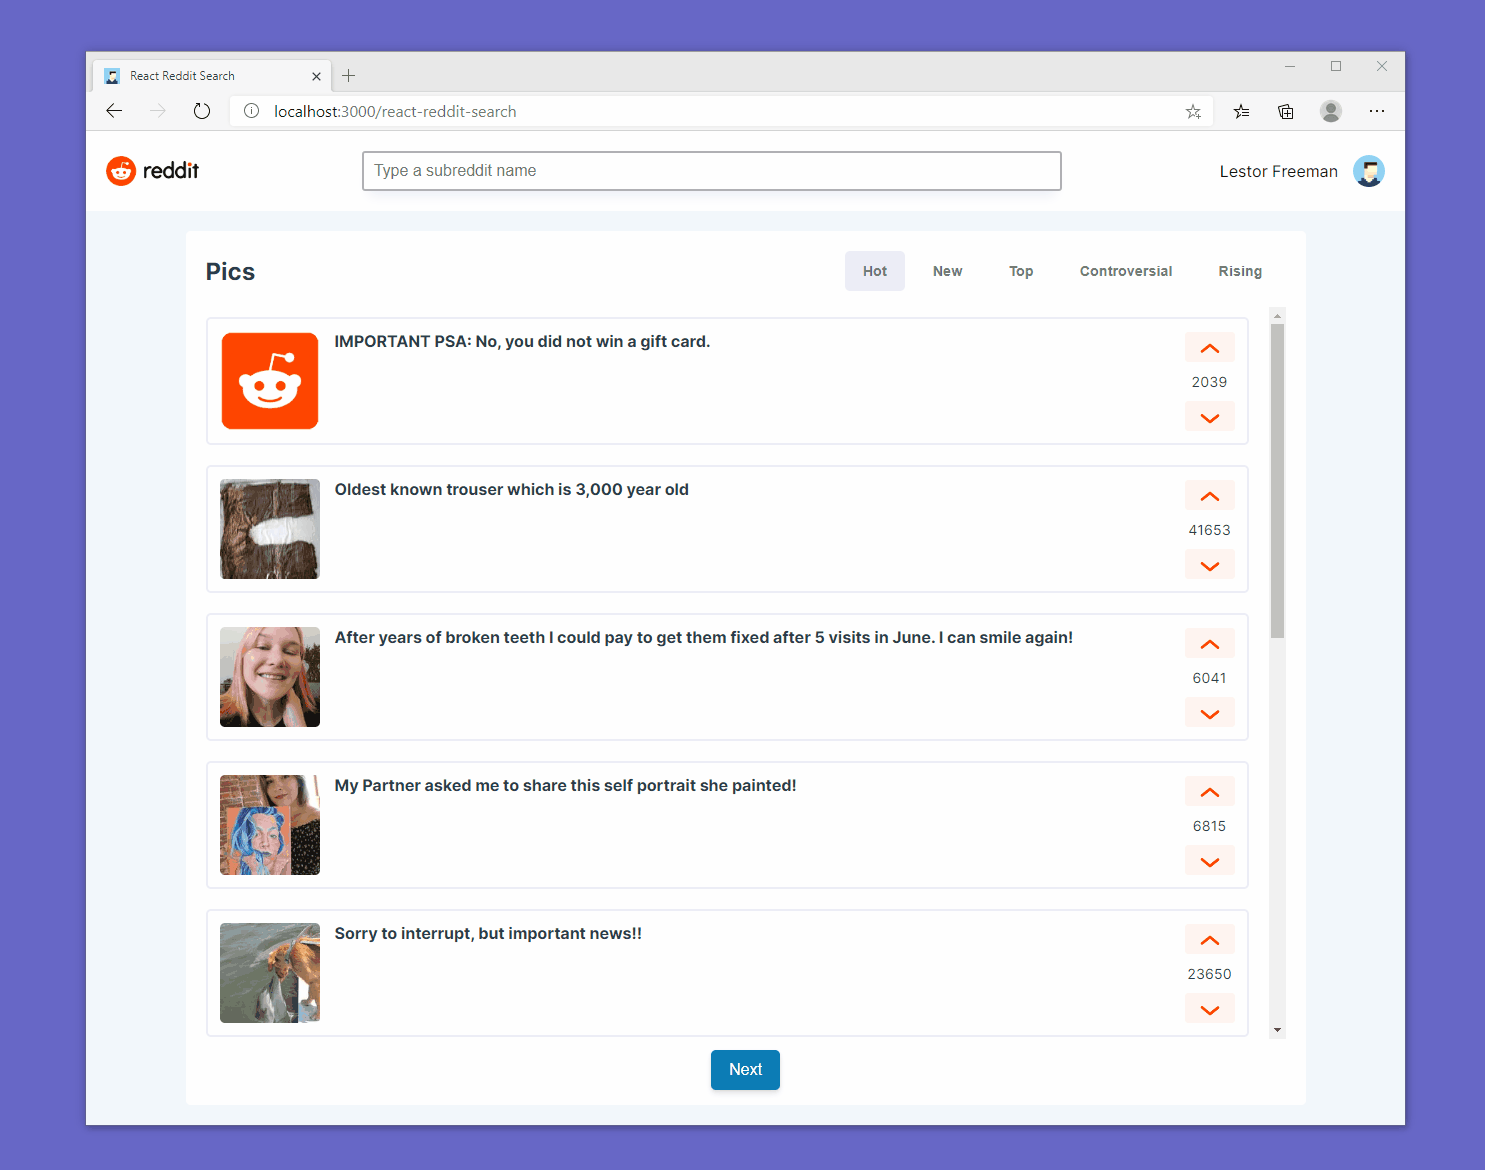 React Reddit Search
localhost:3000/react-reddit-search
reddit
Type a subreddit name
Lestor Freeman
Pics
Hot
New
Top
Controversial
Rising
IMPORTANT PSA: No, you did not win a gift card.
2039
Oldest known trouser which is 3,000 year old
41653
After years of broken teeth I could pay to get them fixed after 5 visits in June. I can smile again!
6041
My Partner asked me to share this self portrait she painted!
6815
Sorry to interrupt, but important news!!
23650
Next